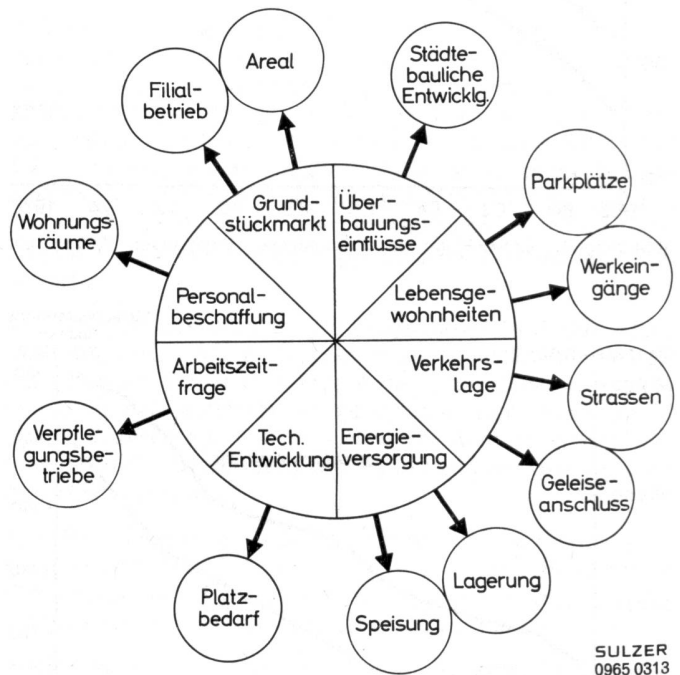 Areal
Städte-
bauliche
Entwicklg.
Filial-
betrieb
Parkplätze
Grund-
stückmarkt
Über-
bauungs-
einflüsse
Wohnungs-
räume
Werkein-
gänge
Personal-
beschaffung
Lebensge-
wohnheiten
Arbeitszeit-
frage
Verkehrs-
lage
Strassen
Verpfle-
gungsbe-
triebe
Tech.
Entwicklung
Energie-
versorgung
Geleise-
anschluss
Platz-
bedarf
Speisung
Lagerung
SULZER
0965 0313